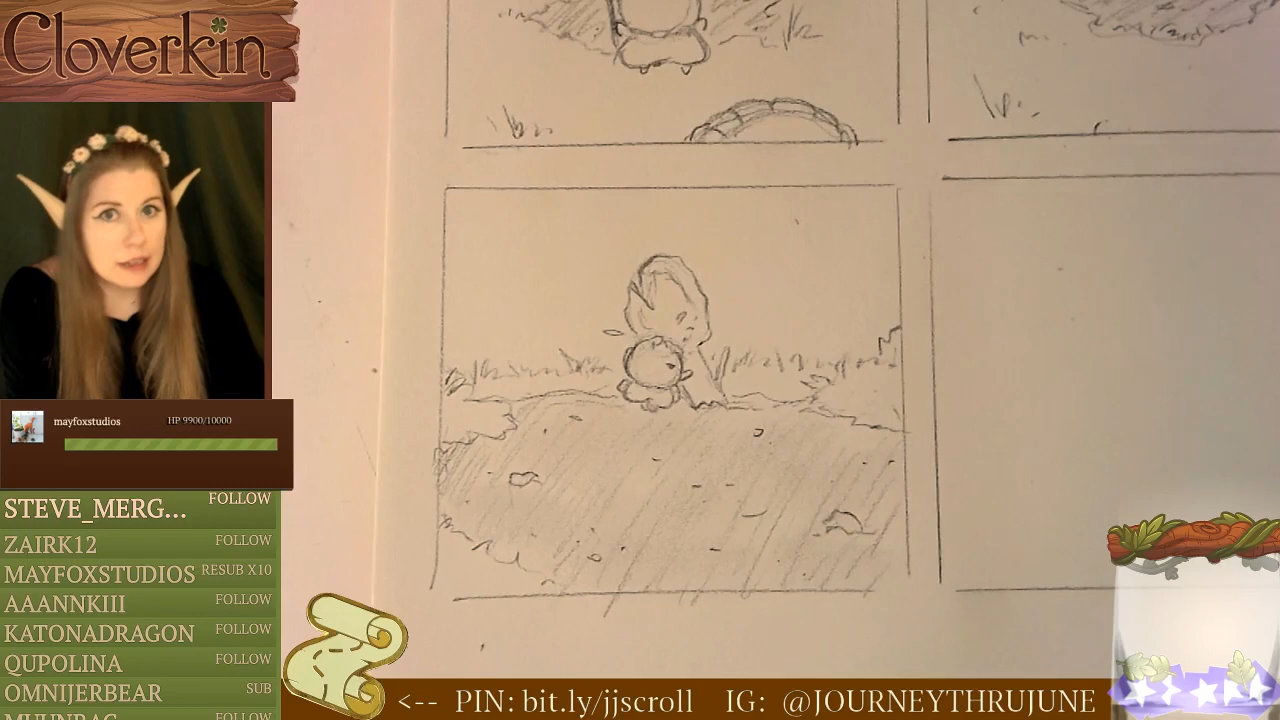 Cloverkin
mayfoxstudios HP 9900/10000
STEVE_MERG... FOLLOW
ZAIRK12 FOLLOW
MAYFOXSTUDIOS RESUB X10
AAANNKIII FOLLOW
KATONADRAGON FOLLOW
QUPOLINA FOLLOW
OMNIJERBEAR SUB
FOLLOW
<-- PIN: bit.ly/jjscroll IG: @JOURNEYTHRUJUNE